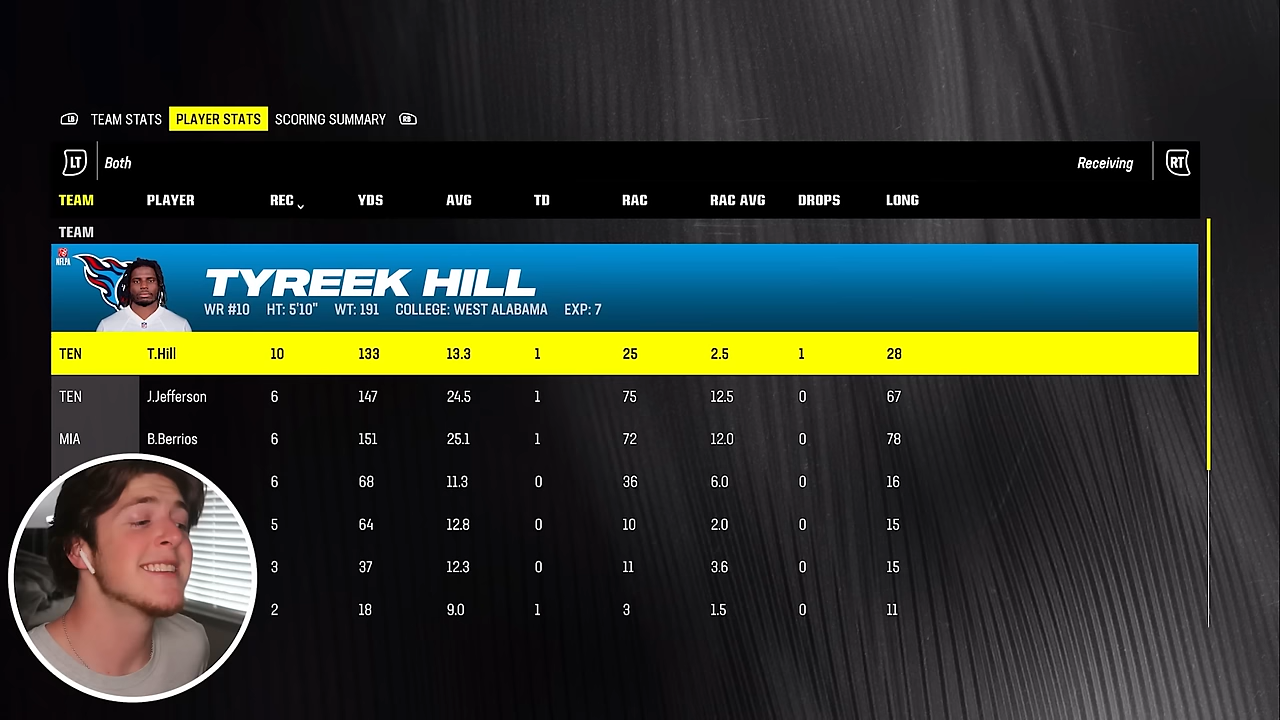 LB TEAM STATS PLAYER STATS SCORING SUMMARY RB
LT Both Receiving RT
TEAM PLAYER REC YDS AVG TD RAC RAC AVG DROPS LONG
TEAM
NFLPA
TYREEK HILL
WR #10 HT: 5'10" WT: 191 COLLEGE: WEST ALABAMA EXP: 7
TEN T.Hill 10 133 13.3 1 25 2.5 1 28
TEN J.Jefferson 6 147 24.5 1 75 12.5 0 67
MIA B.Berrios 6 151 25.1 1 72 12.0 0 78
6 68 11.3 0 36 6.0 0 16
5 64 12.8 0 10 2.0 0 15
3 37 12.3 0 11 3.6 0 15
2 18 9.0 1 3 1.5 0 11